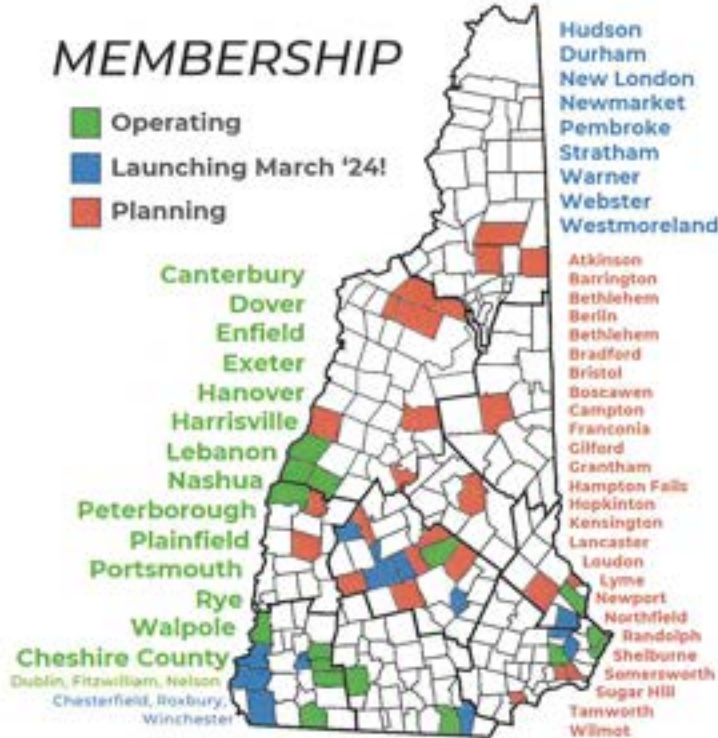 MEMBERSHIP
Operating
Launching March '24!
Planning
Hudson
Durham
New London
Newmarket
Pembroke
Stratham
Warner
Webster
Westmoreland
Canterbury
Dover
Enfield
Exeter
Hanover
Harrisville
Lebanon
Nashua
Peterborough
Plainfield
Portsmouth
Rye
Walpole
Cheshire County
Dublin, Fitzwilliam, Nelson
Chesterfield, Roxbury,
Winchester
Atkinson
Barrington
Bethlehem
Berlin
Bethlehem
Bradford
Bristol
Boscawen
Campton
Franconia
Gilford
Grantham
Hampton Falls
Hopkinton
Kensington
Lancaster
Loudon
Lyme
Newport
Northfield
Randolph
Shelburne
Somersworth
Sugar Hill
Tamworth
Wilmot